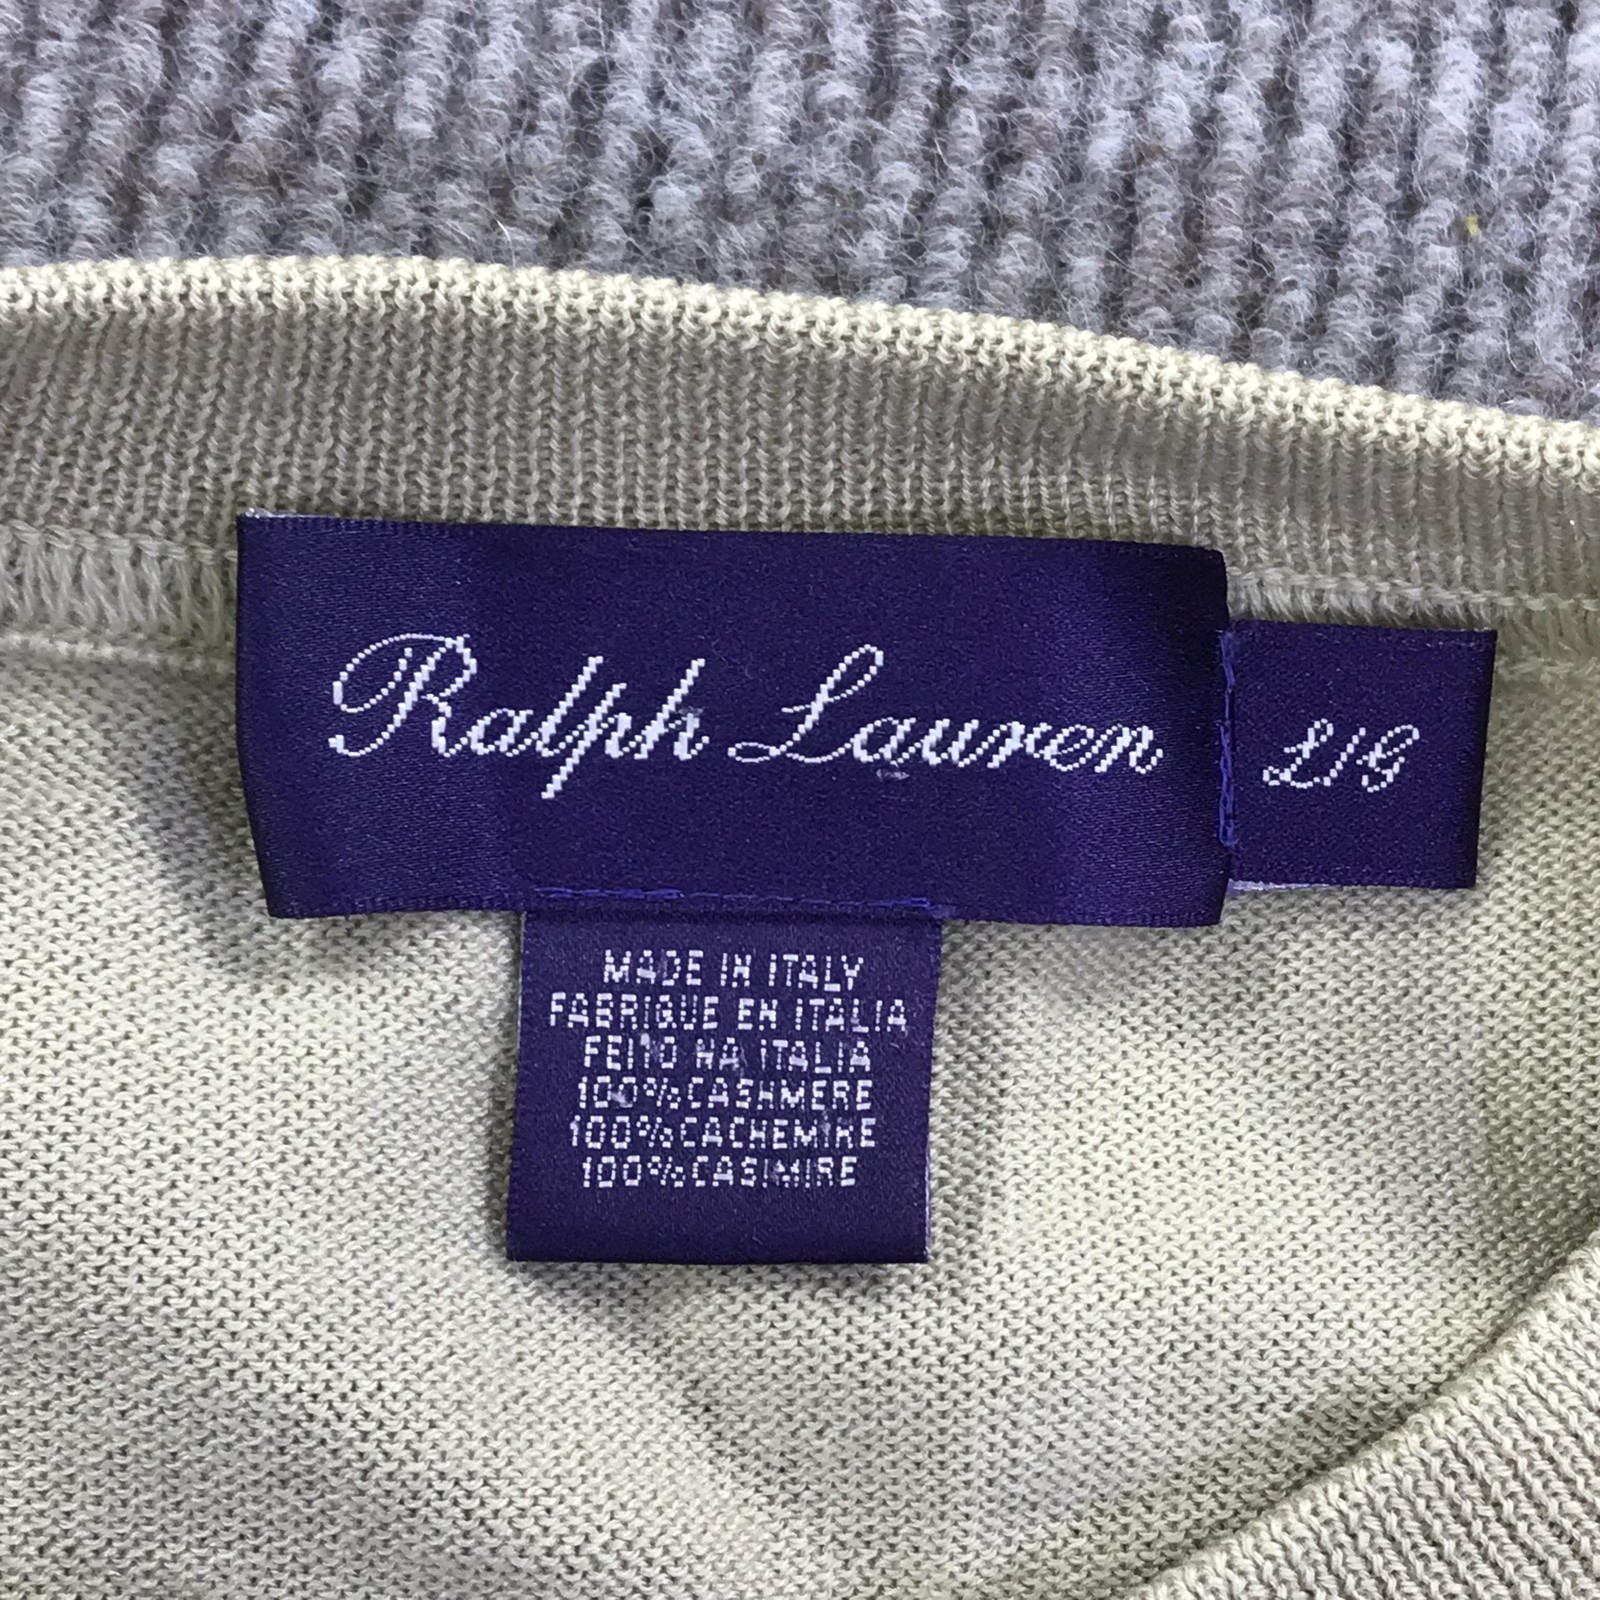 Ralph Lauren
L/G
MADE IN ITALY
FABRIQUE EN ITALIA
FEITO NA ITALIA
100%CASHMERE
100%CACHEMIRE
100%CASIMIRE